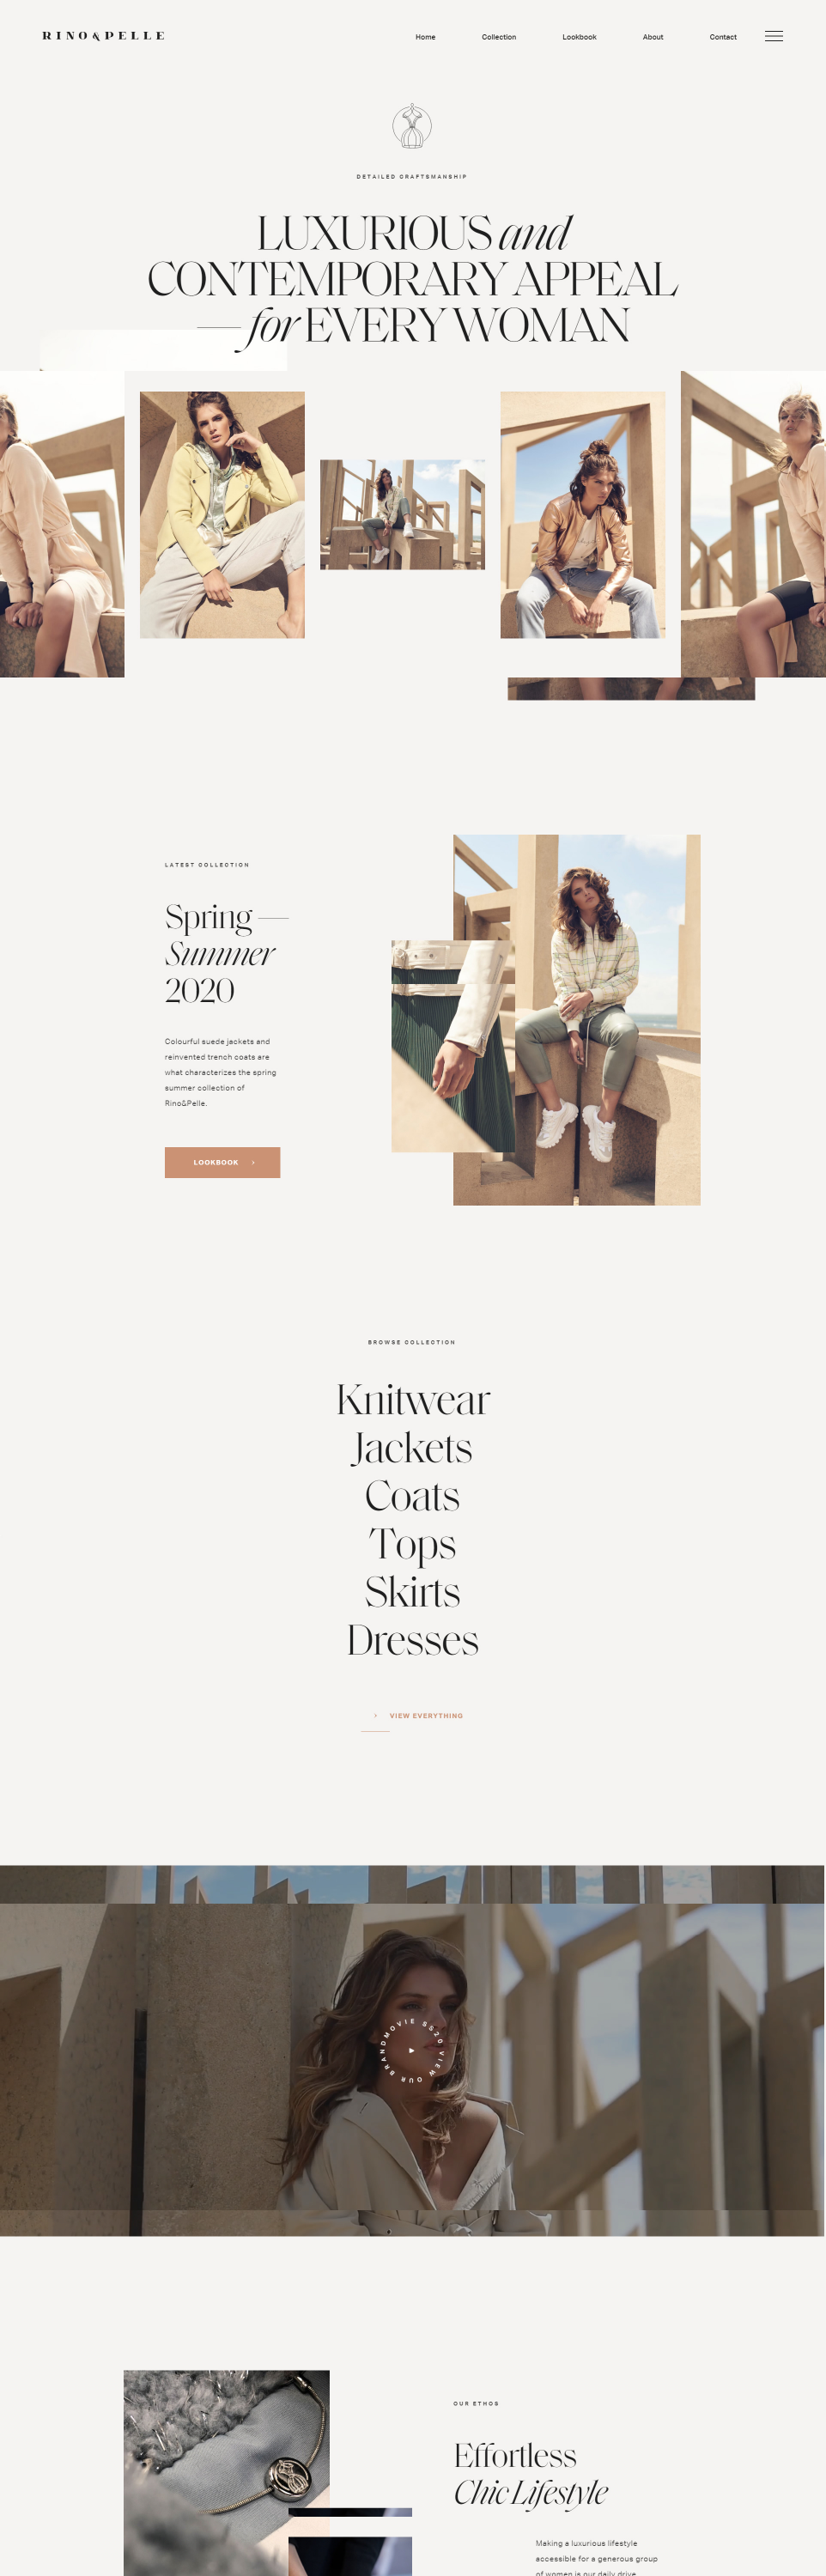 RINO&PELLE
Home Collection Lookbook About Contact
DETAILED CRAFTSMANSHIP
LUXURIOUS and
CONTEMPORARY APPEAL
— for EVERY WOMAN
LATEST COLLECTION
Spring —
Summer
2020
Colourful suede jackets and
reinvented trench coats are
what characterizes the spring
summer collection of
Rino&Pelle.
LOOKBOOK >
BROWSE COLLECTION
Knitwear
Jackets
Coats
Tops
Skirts
Dresses
> VIEW EVERYTHING
VIEW OUR BRANDMOVIE SS20
OUR ETHOS
Effortless
Chic Lifestyle
Making a luxurious lifestyle
accessible for a generous group
of women is our daily drive.